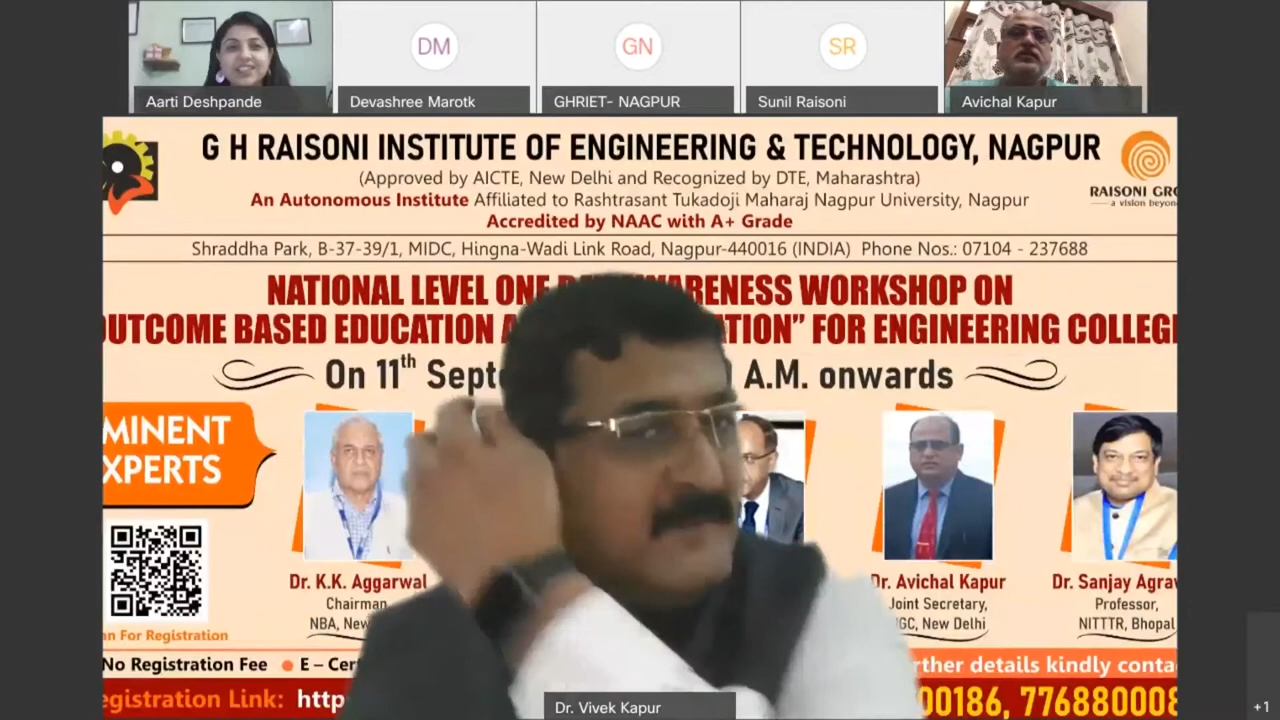 DM
GN
SR
Aarti Deshpande
Devashree Marotk
GHRIET- NAGPUR
Sunil Raisoni
Avichal Kapur
G H RAISONI INSTITUTE OF ENGINEERING & TECHNOLOGY, NAGPUR
(Approved by AICTE, New Delhi and Recognized by DTE, Maharashtra)
An Autonomous Institute Affiliated to Rashtrasant Tukadoji Maharaj Nagpur University, Nagpur
Accredited by NAAC with A+ Grade
RAISONI GRO
a vision beyon
Shraddha Park, B-37-39/1, MIDC, Hingna-Wadi Link Road, Nagpur-440016 (INDIA) Phone Nos.: 07104 - 237688
NATIONAL LEVEL ONE ARENESS WORKSHOP ON
OUTCOME BASED EDUCATION A TION” FOR ENGINEERING COLLEG
On 11th Septe A.M. onwards
MINENT
XPERTS
Dr. K.K. Aggarwal
Chairman
NBA, New
Dr. Avichal Kapur
Joint Secretary,
GC, New Delhi
Dr. Sanjay Agraw
Professor,
NITTTR, Bhopal
an For Registration
No Registration Fee E – Cert
rther details kindly conta
egistration Link: http
00186, 776880008
Dr. Vivek Kapur
+1